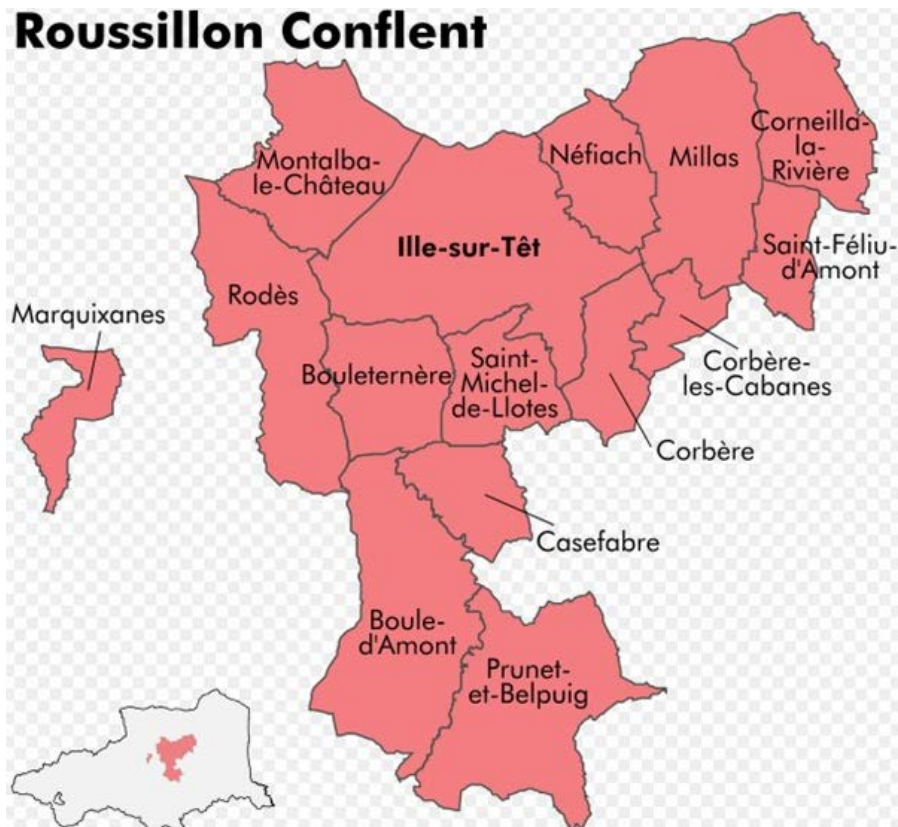 Roussillon Conflent
Montalba-
le-Château
Néfiach
Millas
Corneilla-
la-
Rivière
Ille-sur-Têt
Saint-Féliu-
d'Amont
Rodès
Marquixanes
Bouleternère
Saint-
Michel-
de-Llotes
Corbère-
les-Cabanes
Corbère
Casefabre
Boule-
d'Amont
Prunet-
et-Belpuig